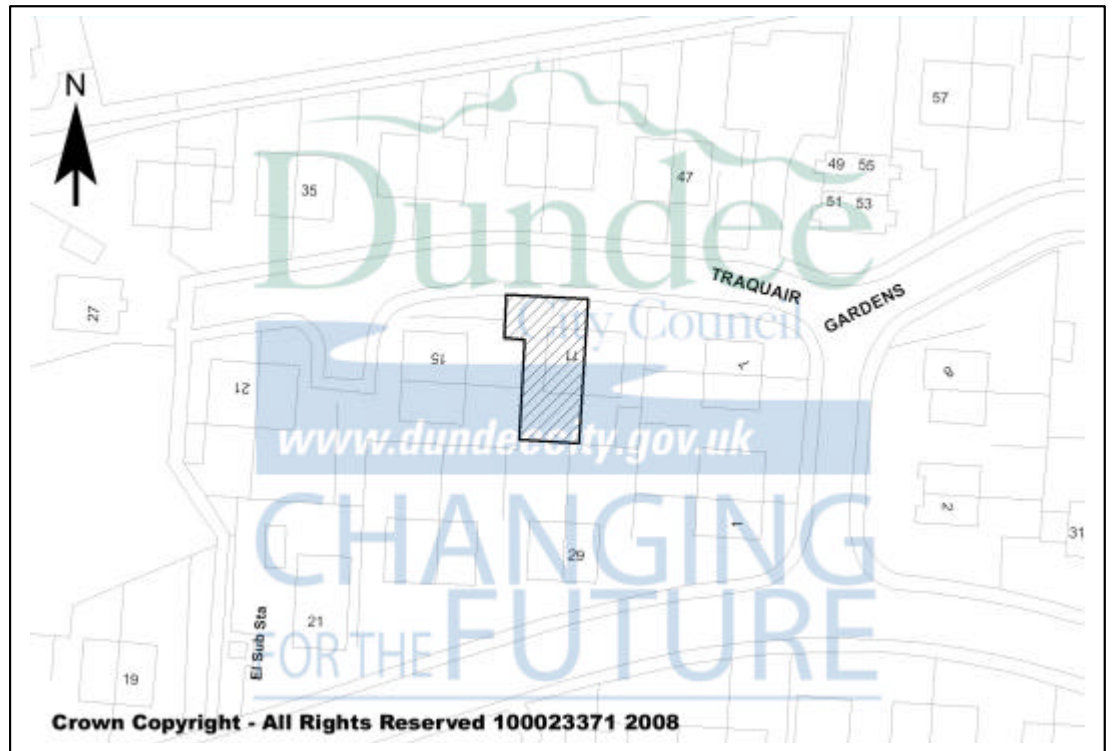 N
57
49 55
35
47
51 53
Dundee
TRAQUAIR
GARDENS
27
City Council
11
15
7
21
8
www.dundeecity.gov.uk
CHANGING
2
1
31
29
FOR THE FUTURE
21
El Sub Sta
19
Crown Copyright - All Rights Reserved 100023371 2008